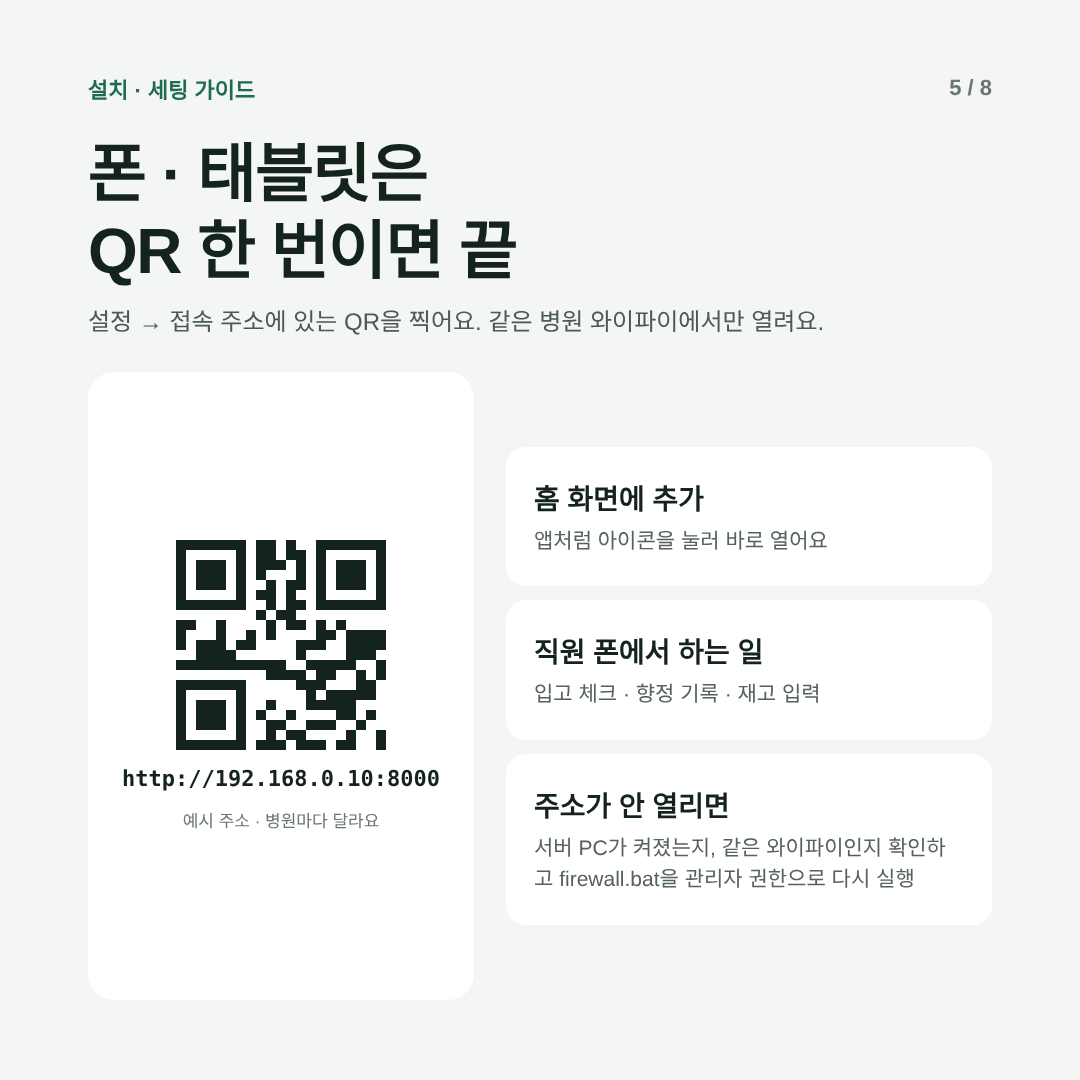 설치 · 세팅 가이드
5 / 8
폰 · 태블릿은
QR 한 번이면 끝
설정 → 접속 주소에 있는 QR을 찍어요. 같은 병원 와이파이에서만 열려요.
http://192.168.0.10:8000
예시 주소 · 병원마다 달라요
홈 화면에 추가
앱처럼 아이콘을 눌러 바로 열어요
직원 폰에서 하는 일
입고 체크 · 향정 기록 · 재고 입력
주소가 안 열리면
서버 PC가 켜졌는지, 같은 와이파이인지 확인하
고 firewall.bat을 관리자 권한으로 다시 실행